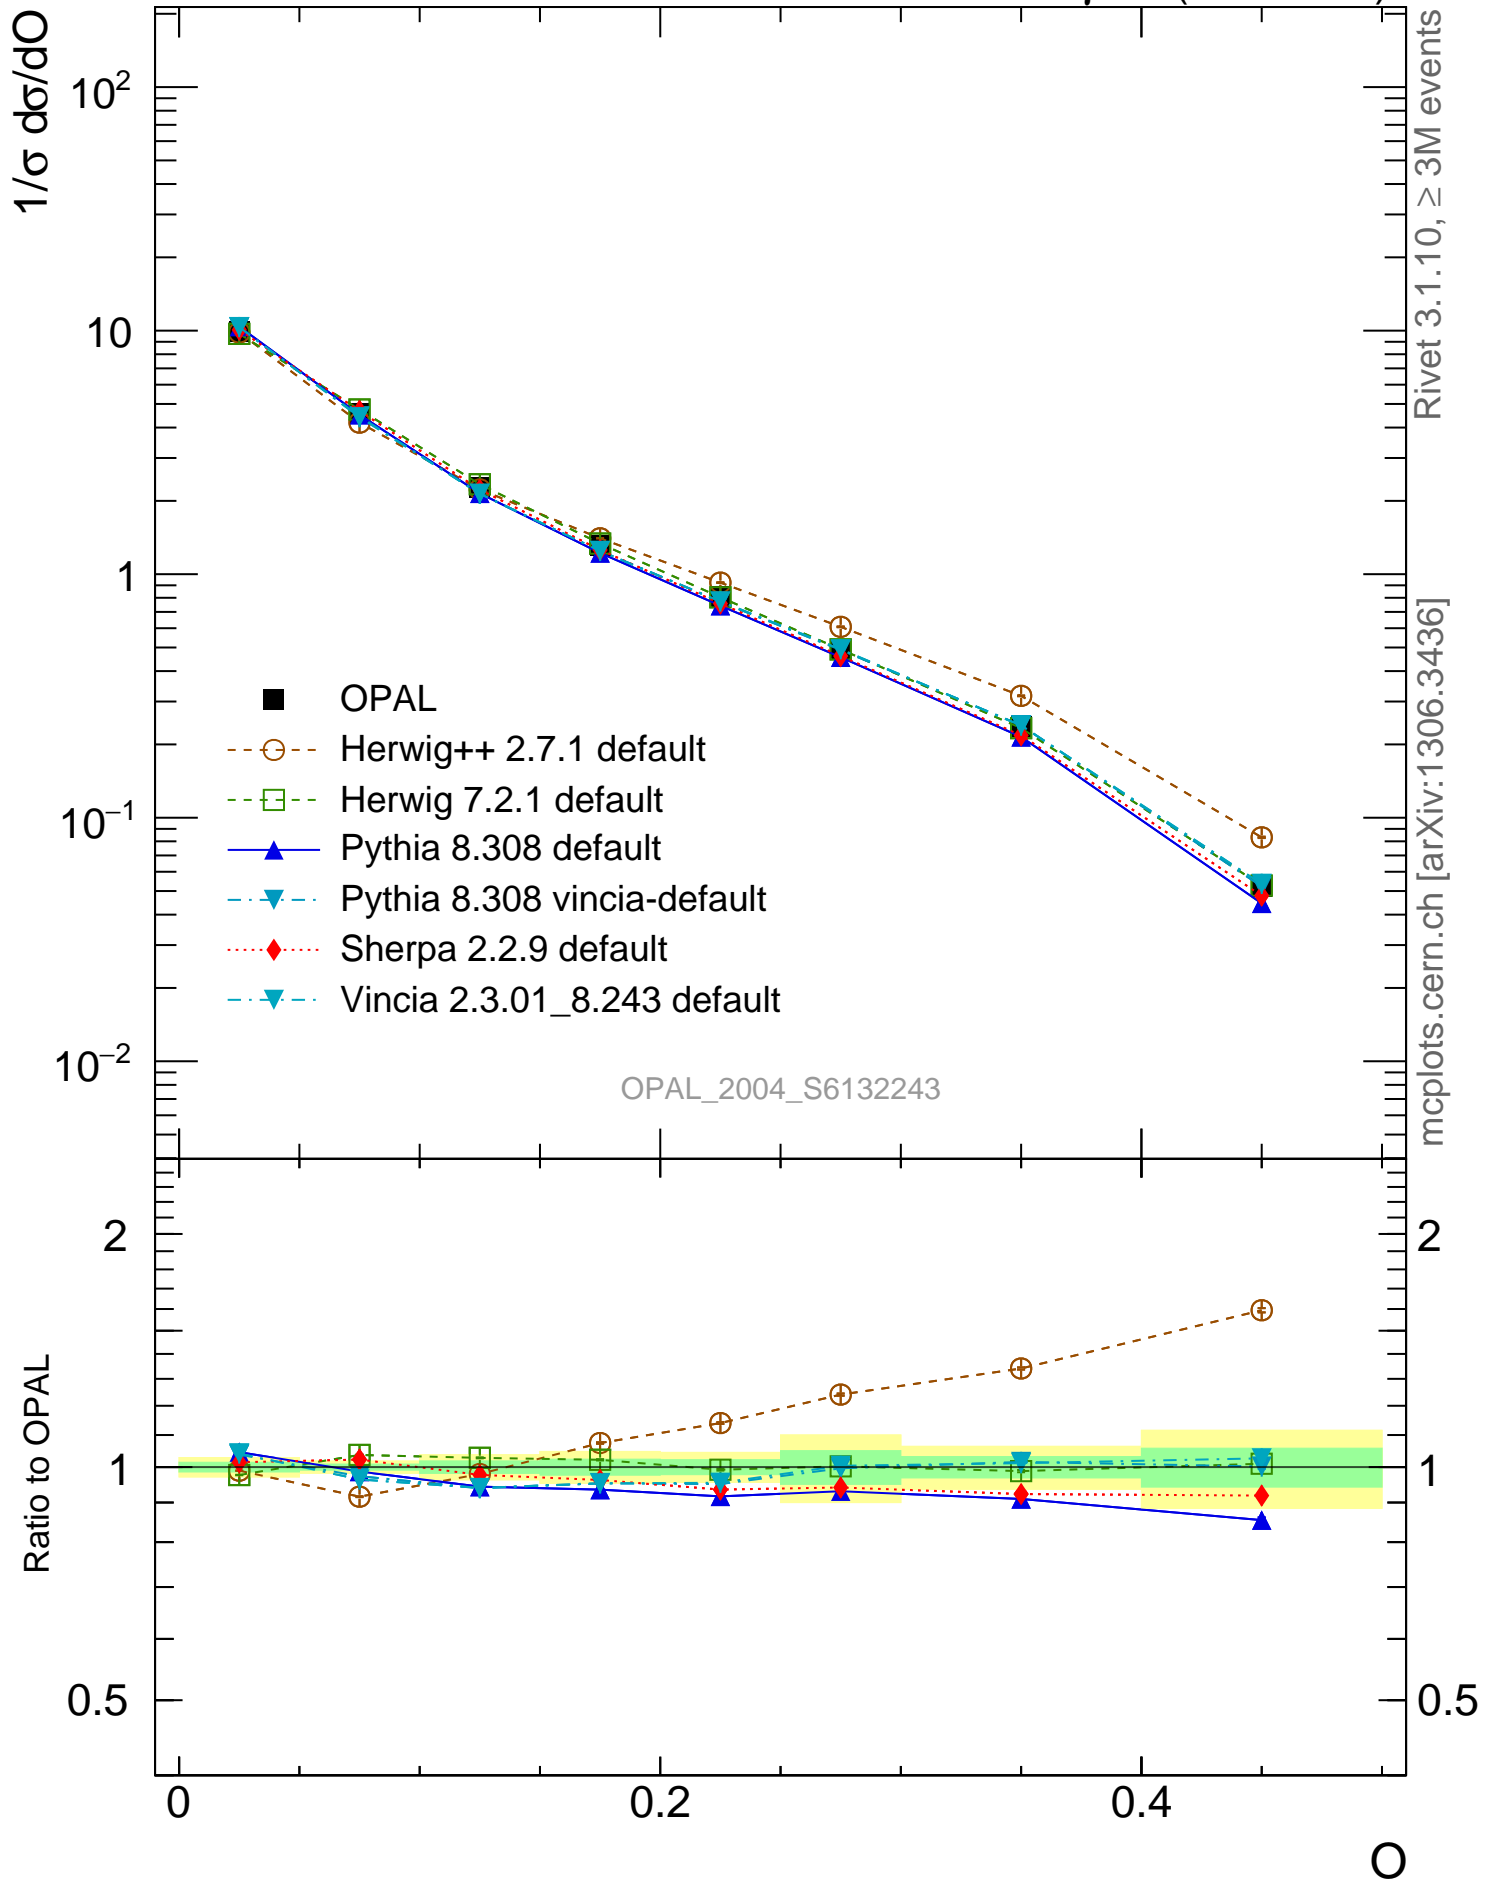 1/σ dσ/dO
10²
10
1
10⁻¹
10⁻²
OPAL
Herwig++ 2.7.1 default
Herwig 7.2.1 default
Pythia 8.308 default
Pythia 8.308 vincia-default
Sherpa 2.2.9 default
Vincia 2.3.01_8.243 default
OPAL_2004_S6132243
Rivet 3.1.10, ≥ 3M events
mcplots.cern.ch [arXiv:1306.3436]
Ratio to OPAL
2
1
0.5
2
1
0.5
0
0.2
0.4
O